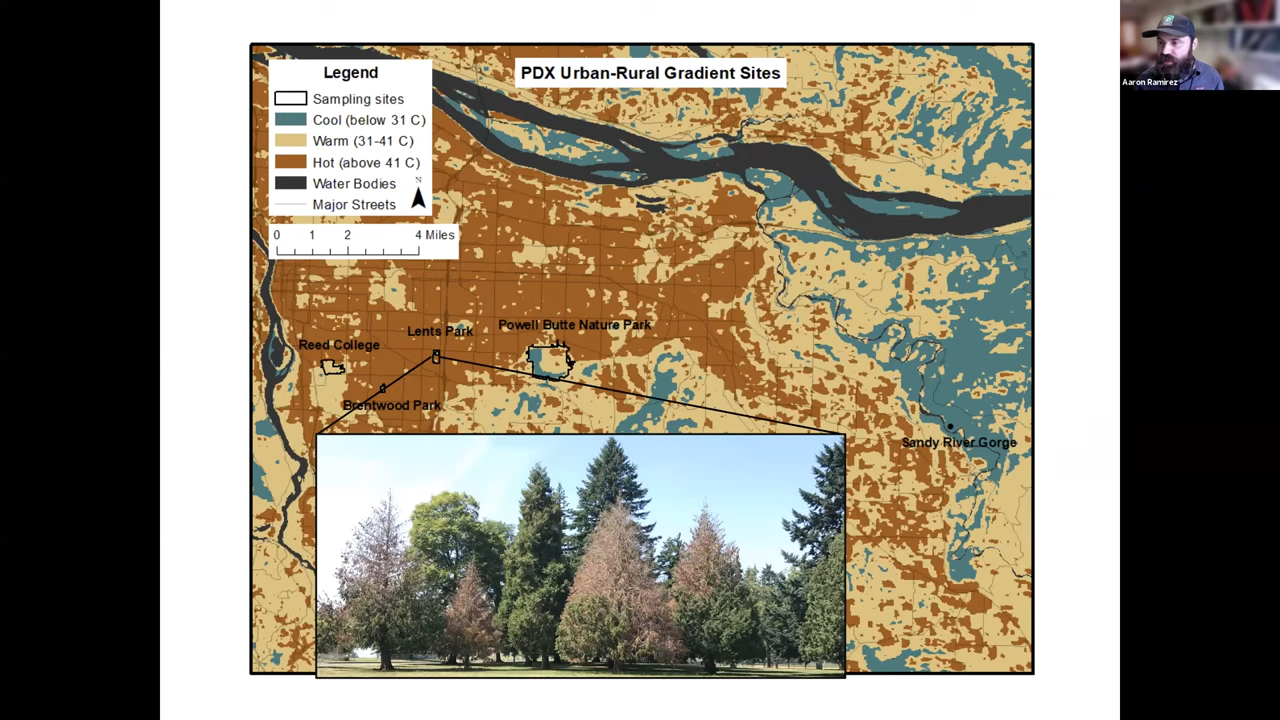 PDX Urban-Rural Gradient Sites
Legend
Sampling sites
Cool (below 31 C)
Warm (31-41 C)
Hot (above 41 C)
Water Bodies
N
Major Streets
0 1 2 4 Miles
Lents Park
Powell Butte Nature Park
Reed College
Brentwood Park
Sandy River Gorge
Aaron Ramirez